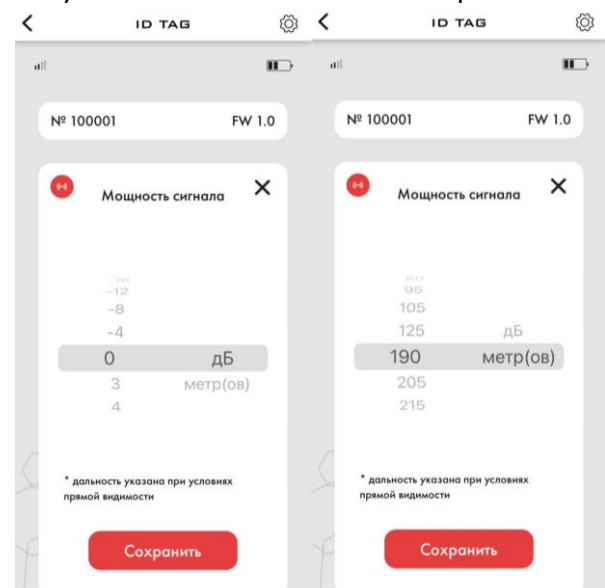 ID TAG
№ 100001 FW 1.0
Мощность сигнала
-16
-12
-8
-4
0 дБ
3 метр(ов)
4
* дальность указана при условиях
прямой видимости
Сохранить
ID TAG
№ 100001 FW 1.0
Мощность сигнала
95
105
125 дБ
190 метр(ов)
205
215
* дальность указана при условиях
прямой видимости
Сохранить